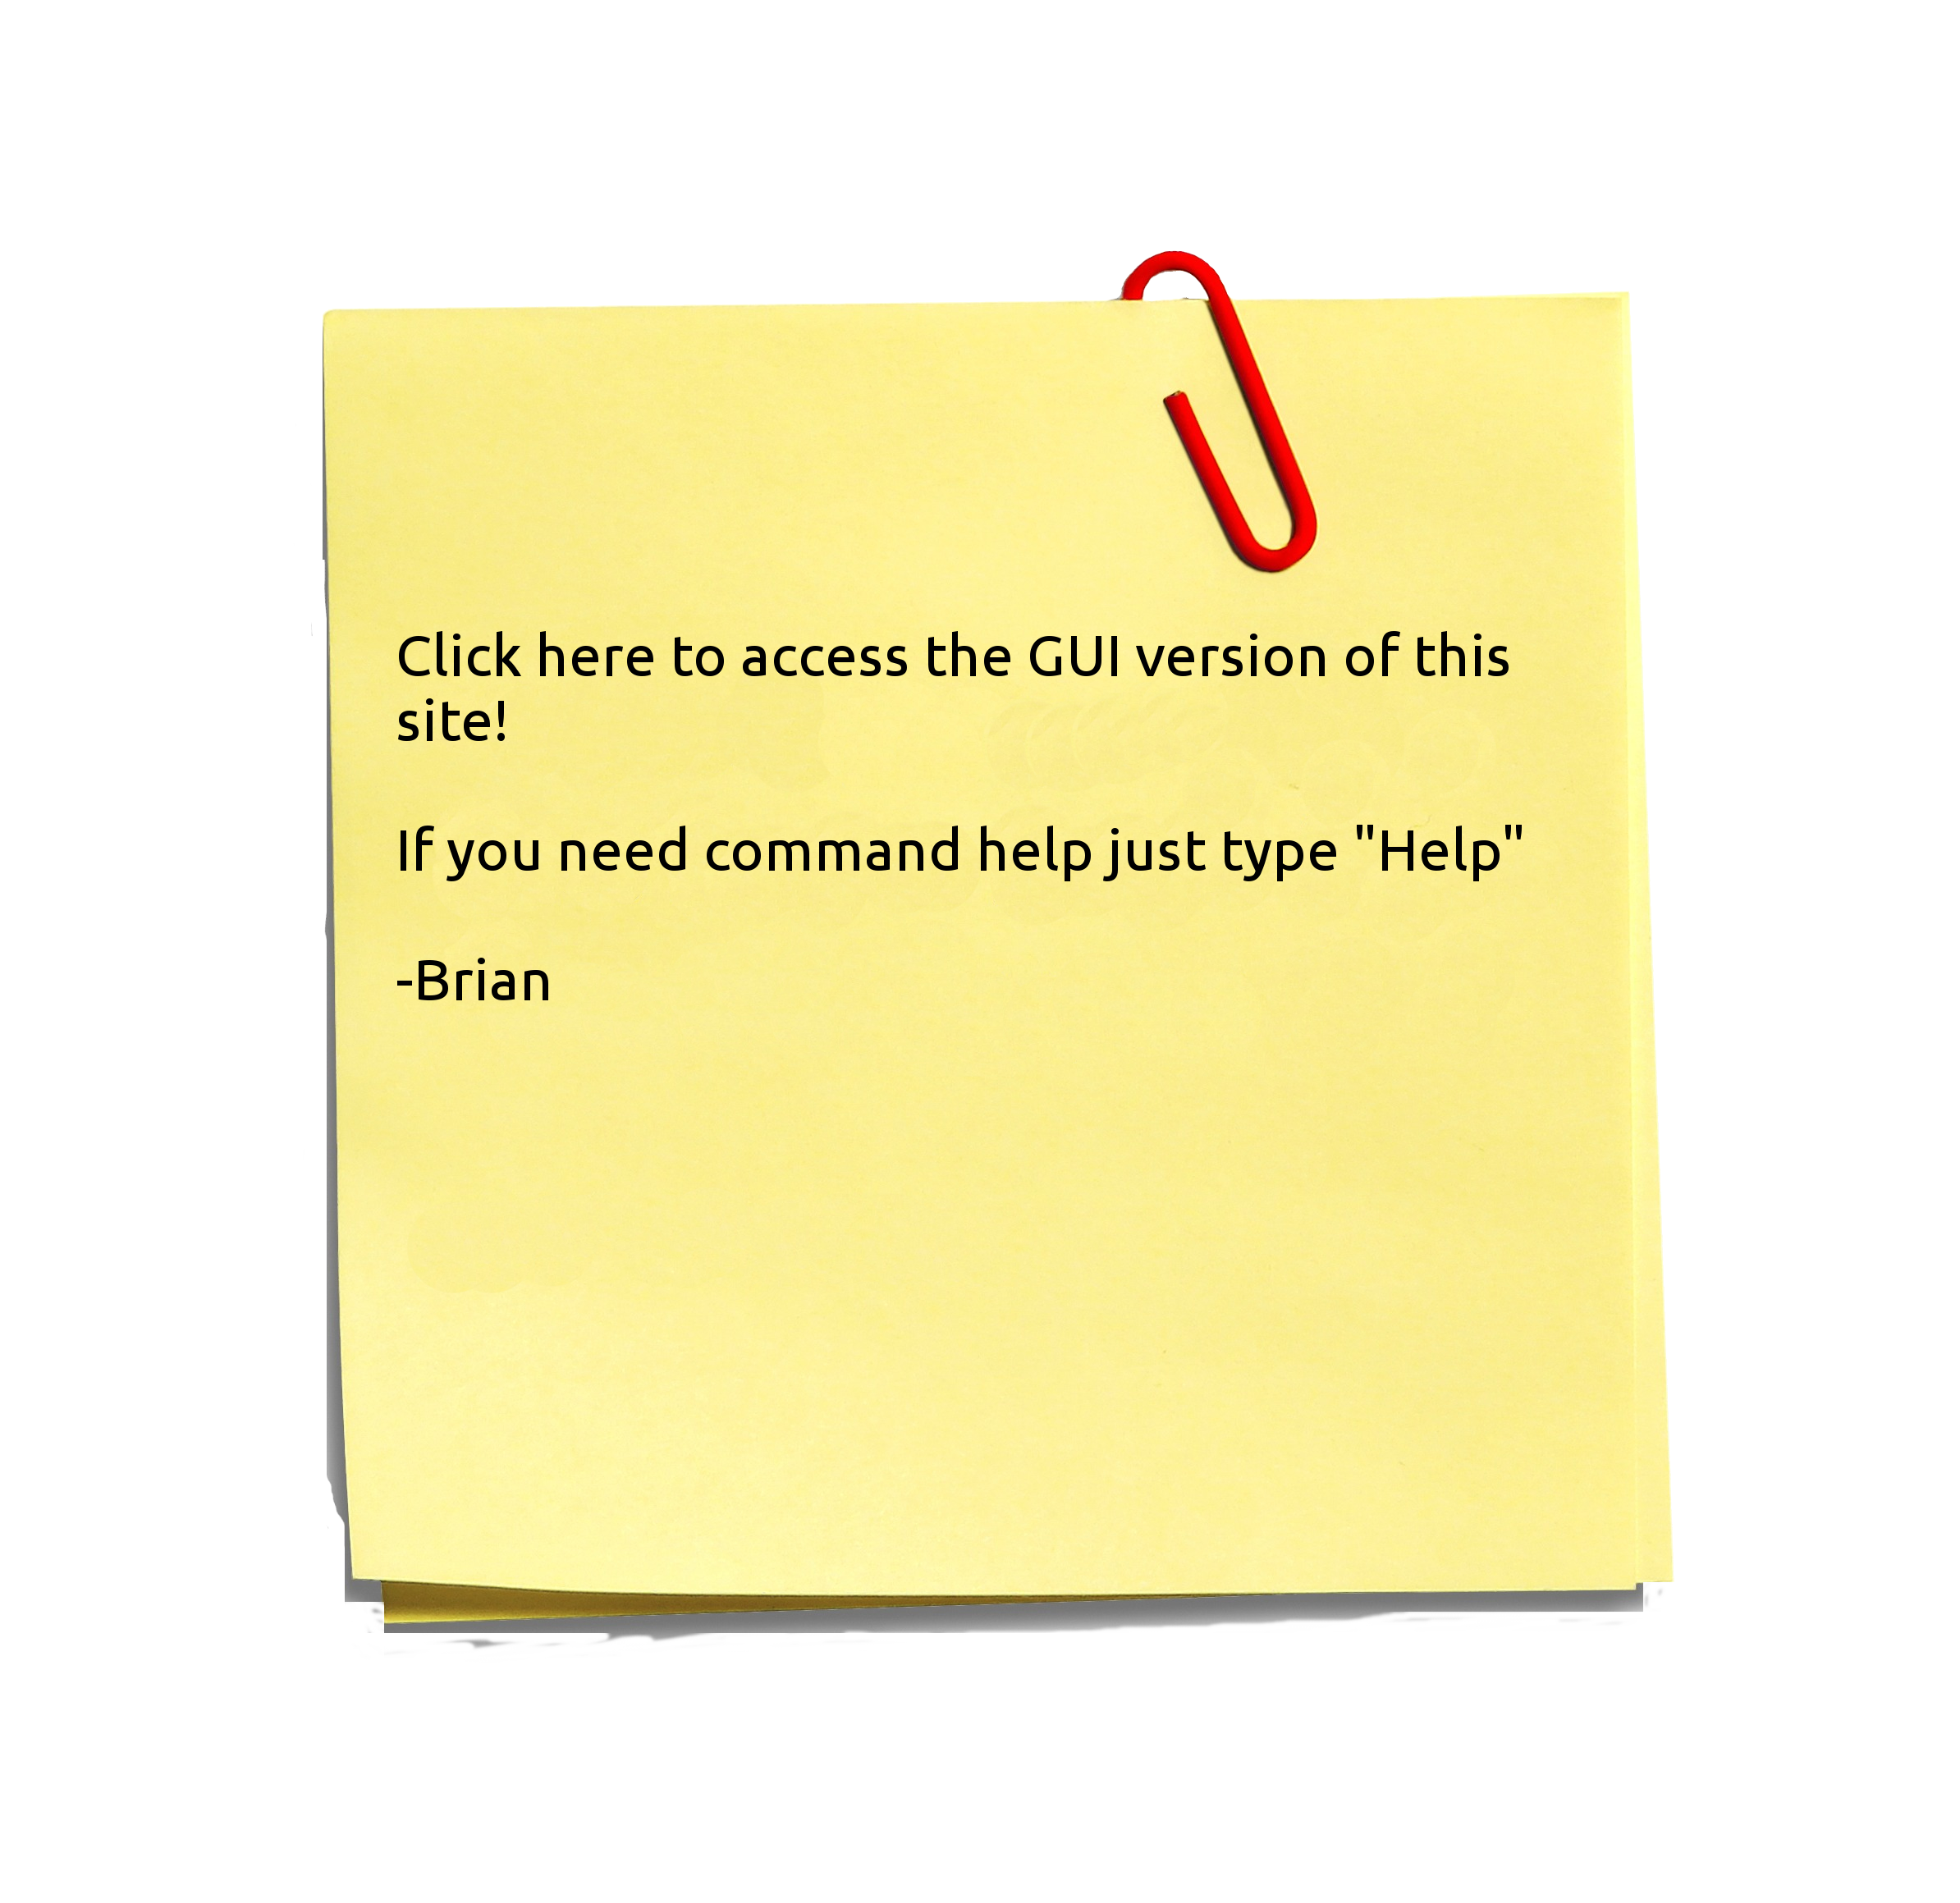 Click here to access the GUI version of this
site!
If you need command help just type "Help"
-Brian